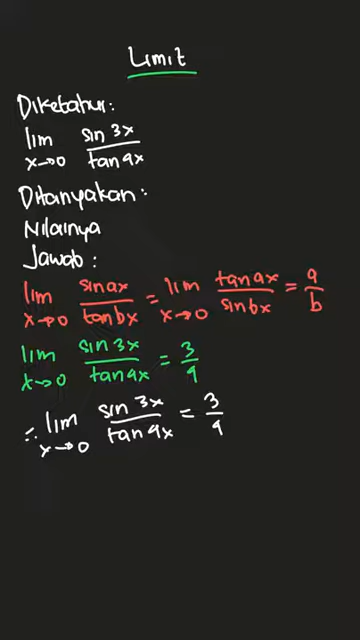 Limit
Diketahui:
lim x→0 sin 3x / tan 4x
Ditanyakan:
Nilainya
Jawab:
lim x→0 sin ax / tan bx = lim x→0 tan ax / sin bx = a/b
lim x→0 sin 3x / tan 4x = 3/4
∴ lim x→0 sin 3x / tan 4x = 3/4